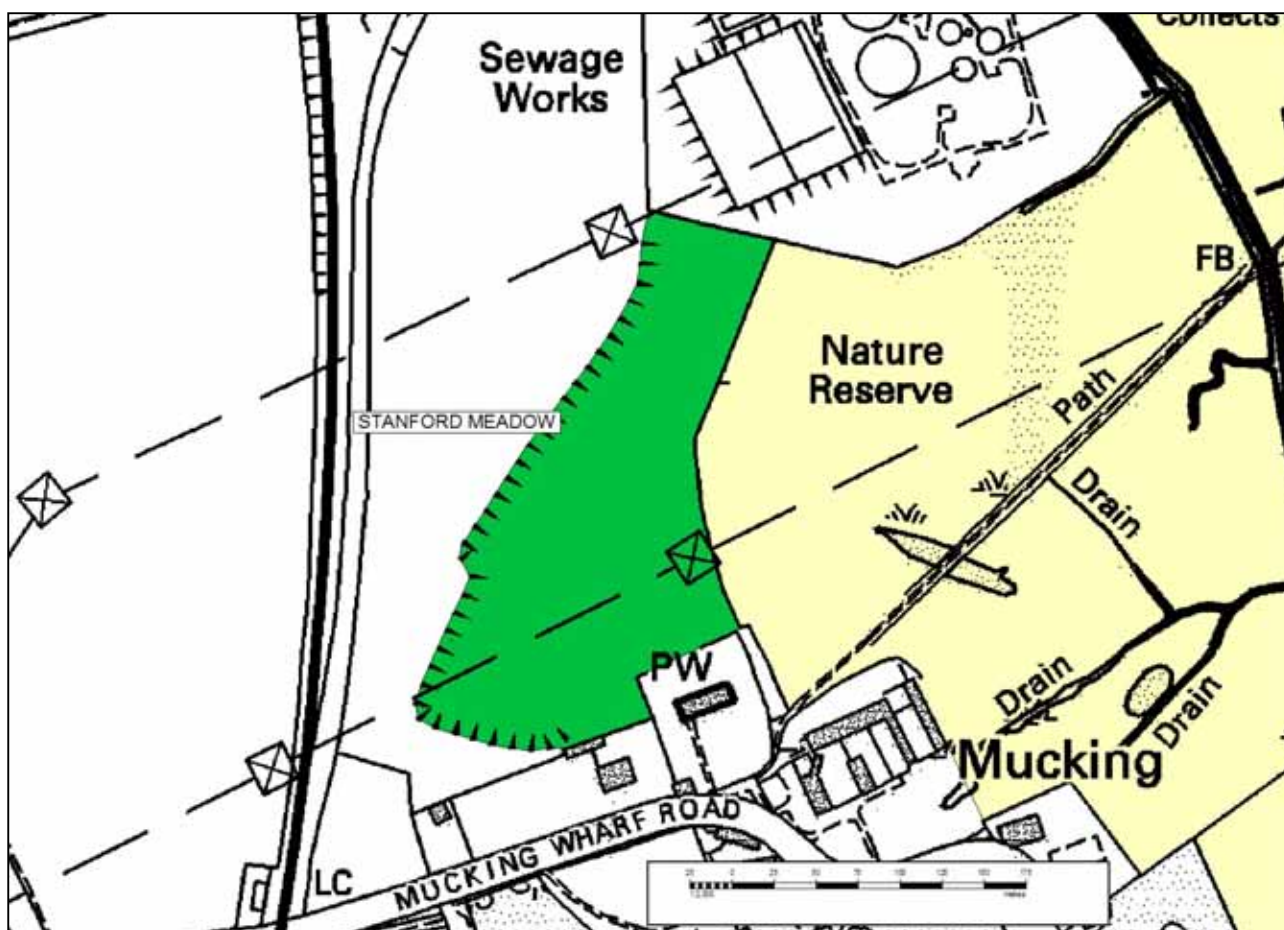 Collects
Sewage
Works
FB
Nature
Reserve
Path
STANFORD MEADOW
Drain
PW
Drain
Drain
Mucking
MUCKING WHARF ROAD
LC